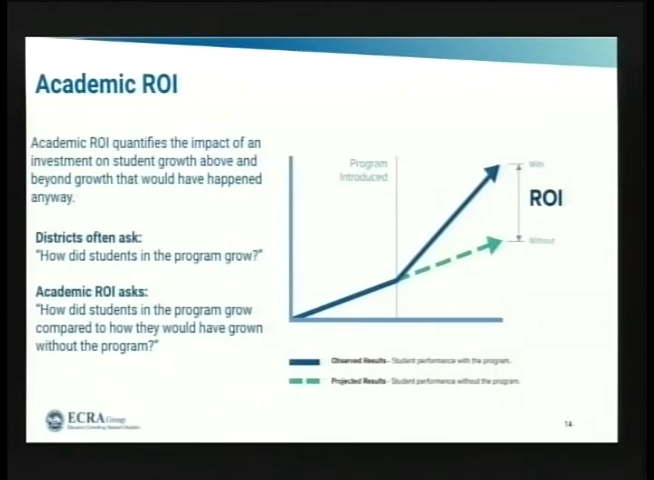 Academic ROI
Academic ROI quantifies the impact of an
investment on student growth above and
beyond growth that would have happened
anyway.
Districts often ask:
“How did students in the program grow?”
Academic ROI asks:
“How did students in the program grow
compared to how they would have grown
without the program?”
Program
Introduced
With
ROI
Without
Observed Results - Student performance with the program.
Projected Results - Student performance without the program.
ECRA Group
14